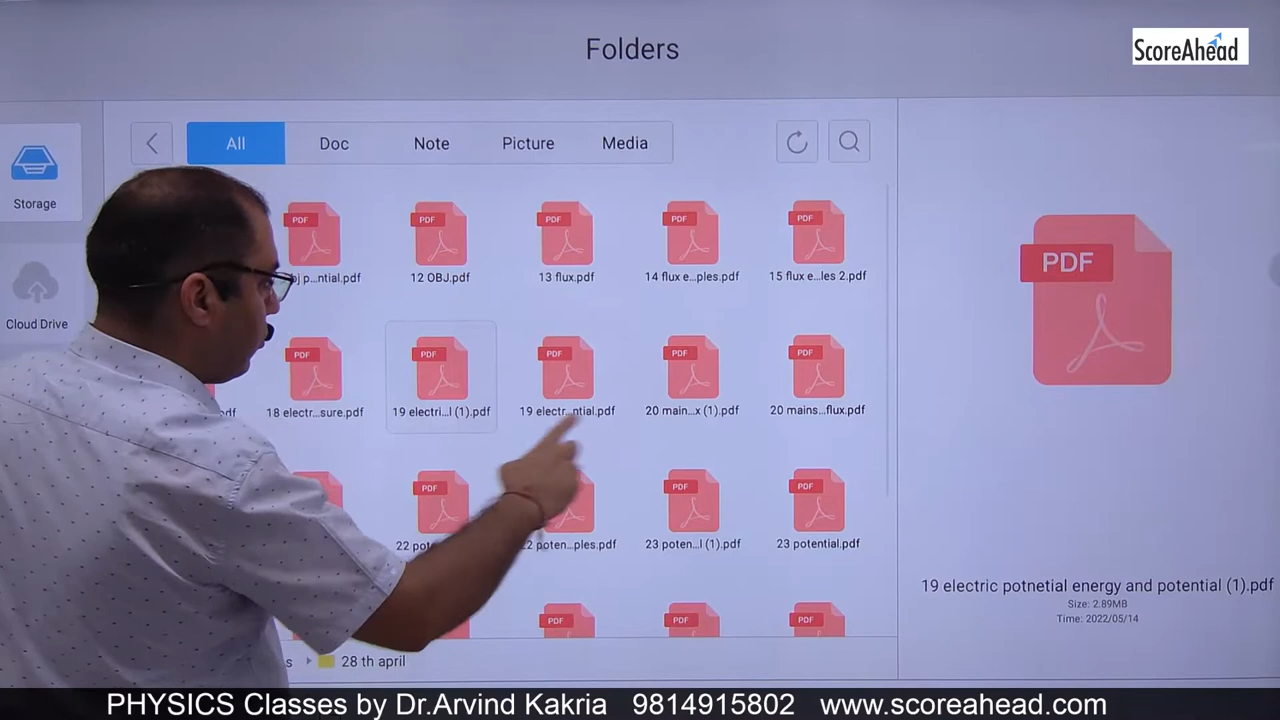 Folders
ScoreAhead
All
Doc
Note
Picture
Media
Storage
Cloud Drive
PDF
PDF
PDF
PDF
PDF
p...ntial.pdf
12 OBJ.pdf
13 flux.pdf
14 flux e...ples.pdf
15 flux e...les 2.pdf
PDF
PDF
PDF
PDF
PDF
PDF
18 electr...sure.pdf
19 electri...l (1).pdf
19 electr...ntial.pdf
20 main...x (1).pdf
20 mains...flux.pdf
PDF
PDF
PDF
22
poten...ples.pdf
23 poten...l (1).pdf
23 potential.pdf
19 electric potnetial energy and potential (1).pdf
Size: 2.89MB
Time: 2022/05/14
PDF
PDF
PDF
28 th april
PHYSICS Classes by Dr.Arvind Kakria 9814915802 www.scoreahead.com